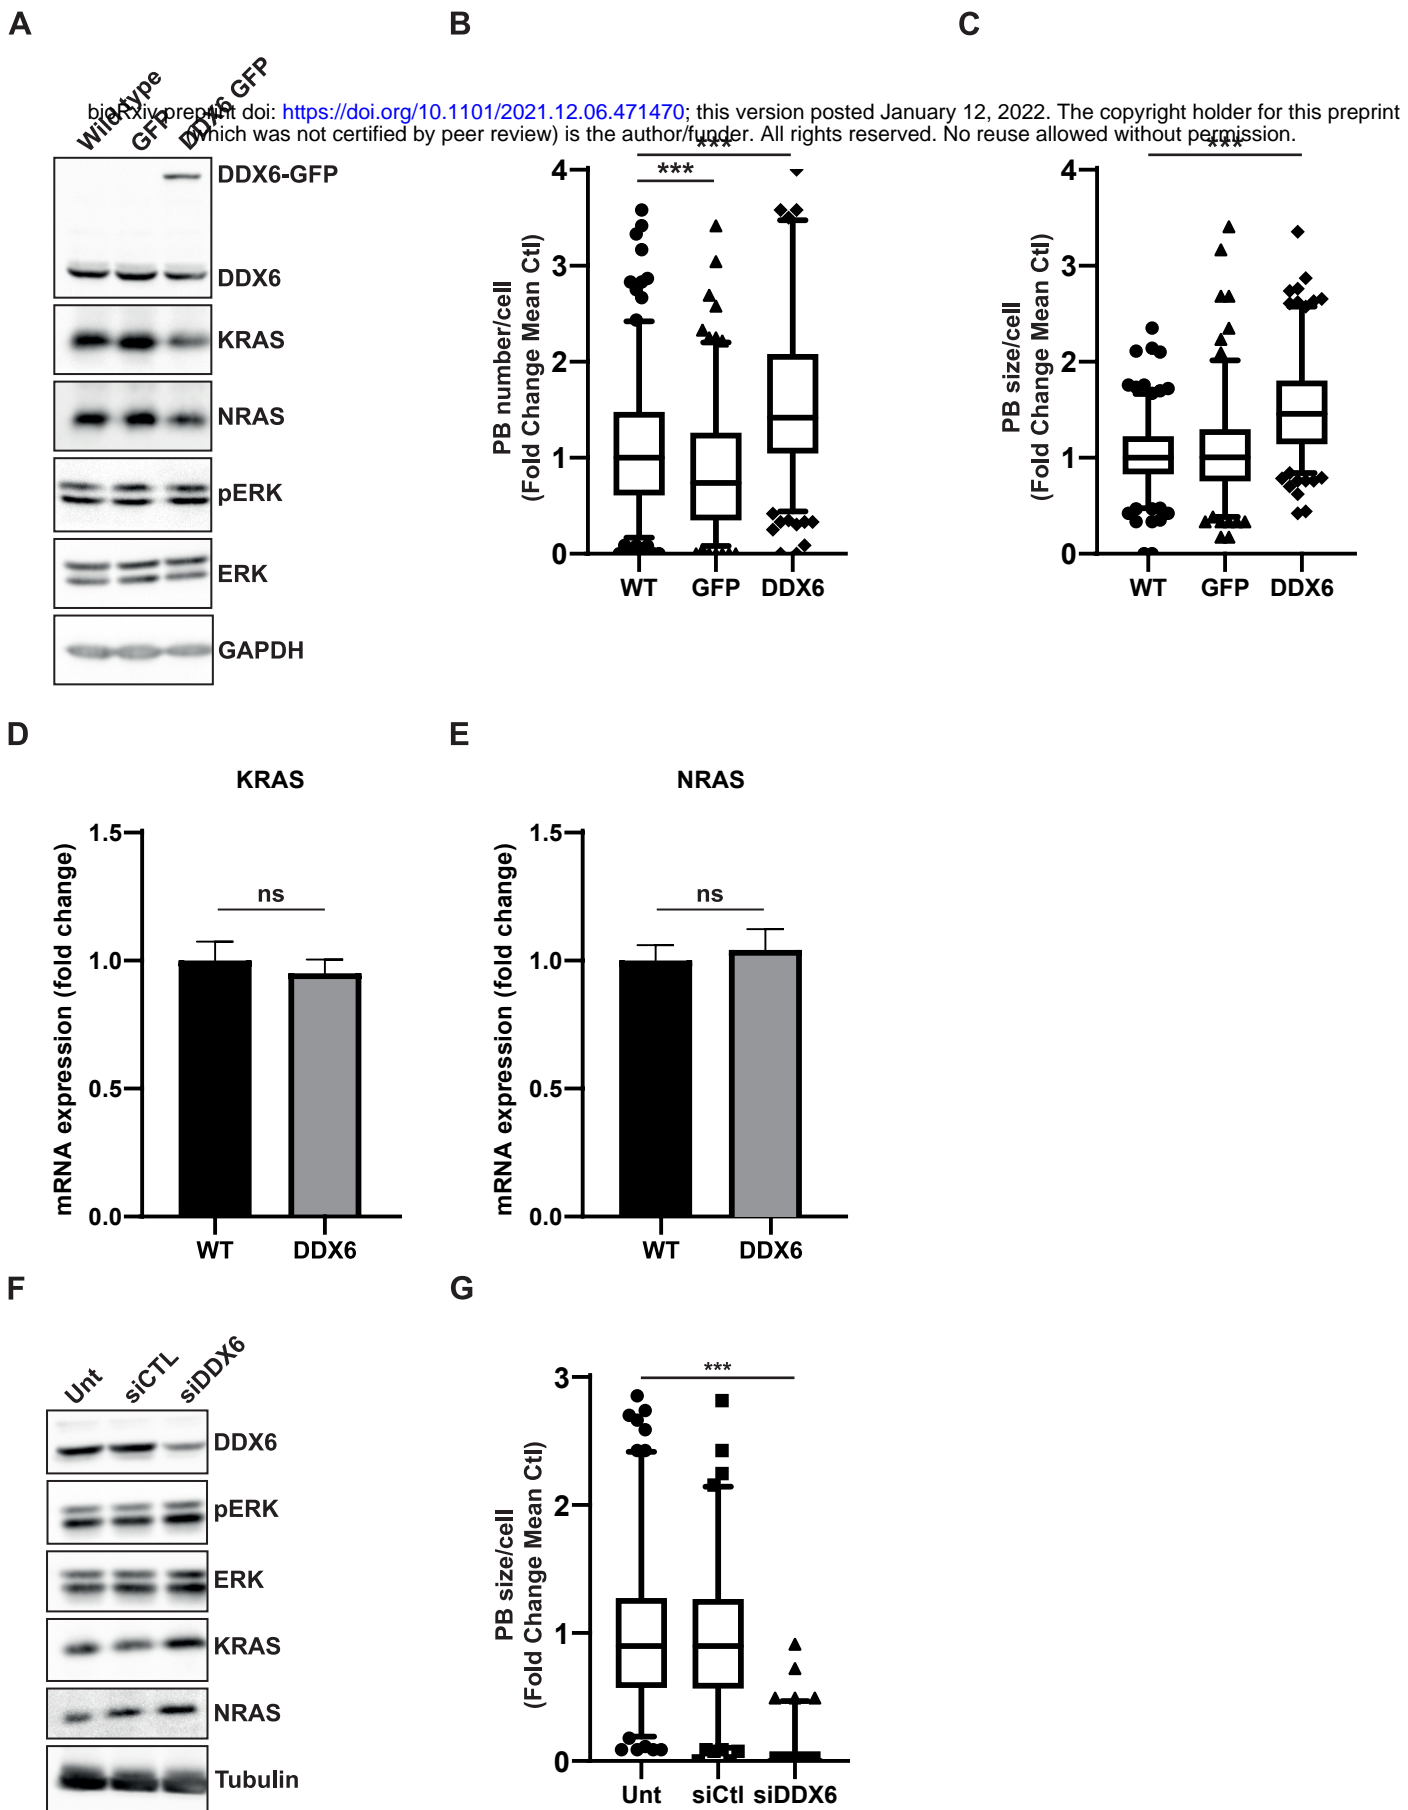 A
B
C
Wild type
GFP
DDX6 GFP
bioRxiv preprint doi: https://doi.org/10.1101/2021.12.06.471470; this version posted January 12, 2022. The copyright holder for this preprint
(which was not certified by peer review) is the author/funder. All rights reserved. No reuse allowed without permission.
DDX6-GFP
DDX6
KRAS
NRAS
pERK
ERK
GAPDH
***
***
PB number/cell
(Fold Change Mean Ctl)
4
3
2
1
0
WT
GFP
DDX6
***
PB size/cell
(Fold Change Mean Ctl)
4
3
2
1
0
WT
GFP
DDX6
D
E
KRAS
mRNA expression (fold change)
1.5
1.0
0.5
0.0
ns
WT
DDX6
NRAS
mRNA expression (fold change)
1.5
1.0
0.5
0.0
ns
WT
DDX6
F
G
Unt
siCTL
siDDX6
DDX6
pERK
ERK
KRAS
NRAS
Tubulin
***
PB size/cell
(Fold Change Mean Ctl)
3
2
1
0
Unt
siCtl
siDDX6